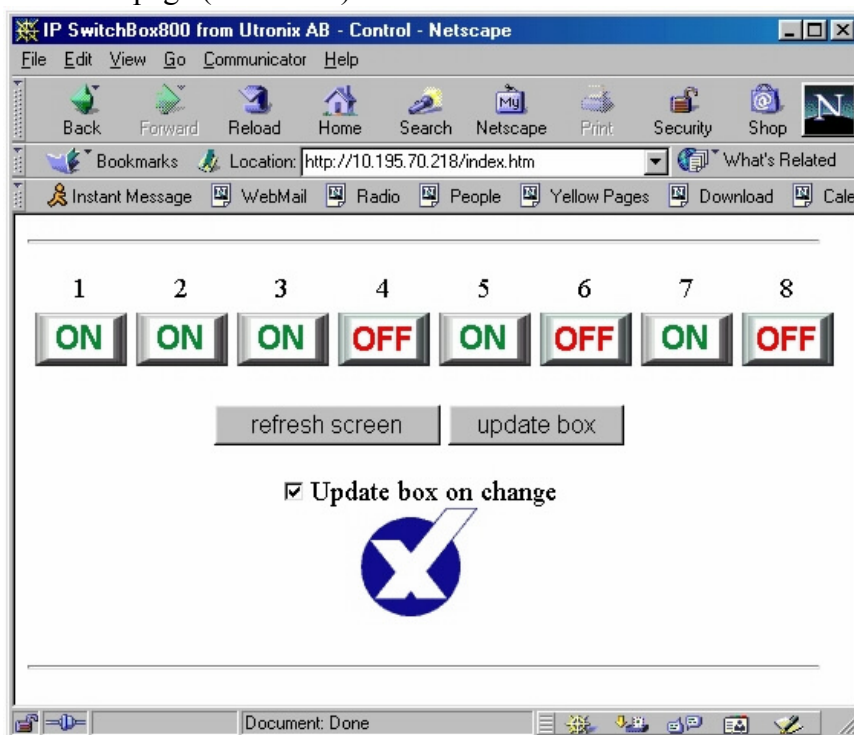 IP SwitchBox800 from Utronix AB - Control - Netscape
File Edit View Go Communicator Help
Back Forward Reload Home Search Netscape Print Security Shop N
My
Bookmarks Location: http://10.195.70.218/index.htm What's Related
Instant Message WebMail Radio People Yellow Pages Download Cale
1 2 3 4 5 6 7 8
ON ON ON OFF ON OFF ON OFF
refresh screen update box
Update box on change
X
Document: Done